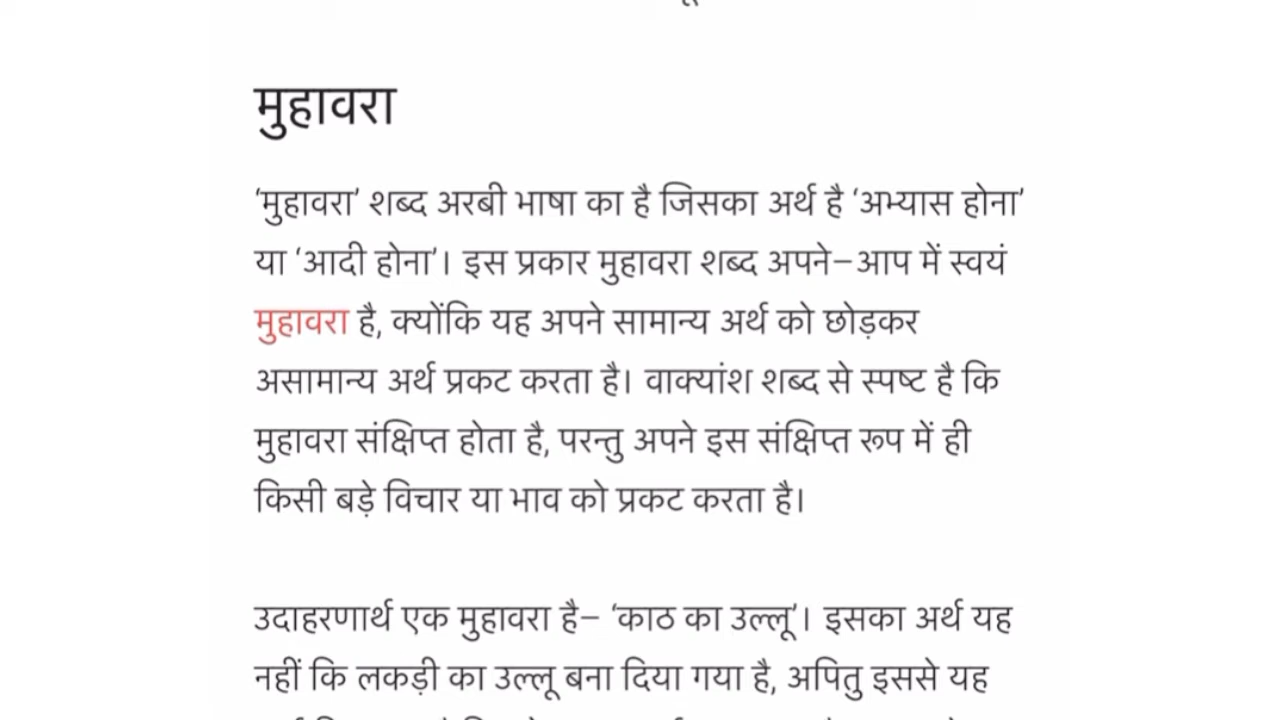 मुहावरा
‘मुहावरा’ शब्द अरबी भाषा का है जिसका अर्थ है ‘अभ्यास होना’
या ‘आदी होना’। इस प्रकार मुहावरा शब्द अपने–आप में स्वयं
मुहावरा है, क्योंकि यह अपने सामान्य अर्थ को छोड़कर
असामान्य अर्थ प्रकट करता है। वाक्यांश शब्द से स्पष्ट है कि
मुहावरा संक्षिप्त होता है, परन्तु अपने इस संक्षिप्त रूप में ही
किसी बड़े विचार या भाव को प्रकट करता है।
उदाहरणार्थ एक मुहावरा है– ‘काठ का उल्लू’। इसका अर्थ यह
नहीं कि लकड़ी का उल्लू बना दिया गया है, अपितु इससे यह